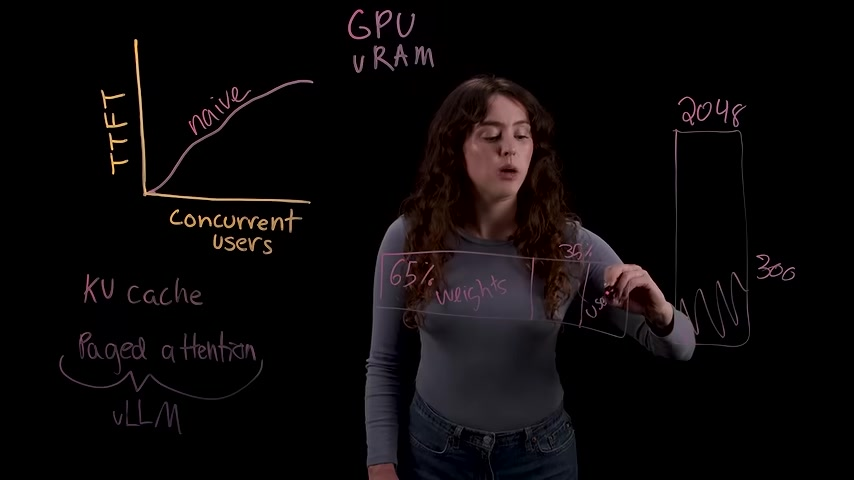 GPU
vRAM
TTFT
naive
concurrent
users
2048
35%
65%
weights
300
KV cache
Paged attention
vLLM